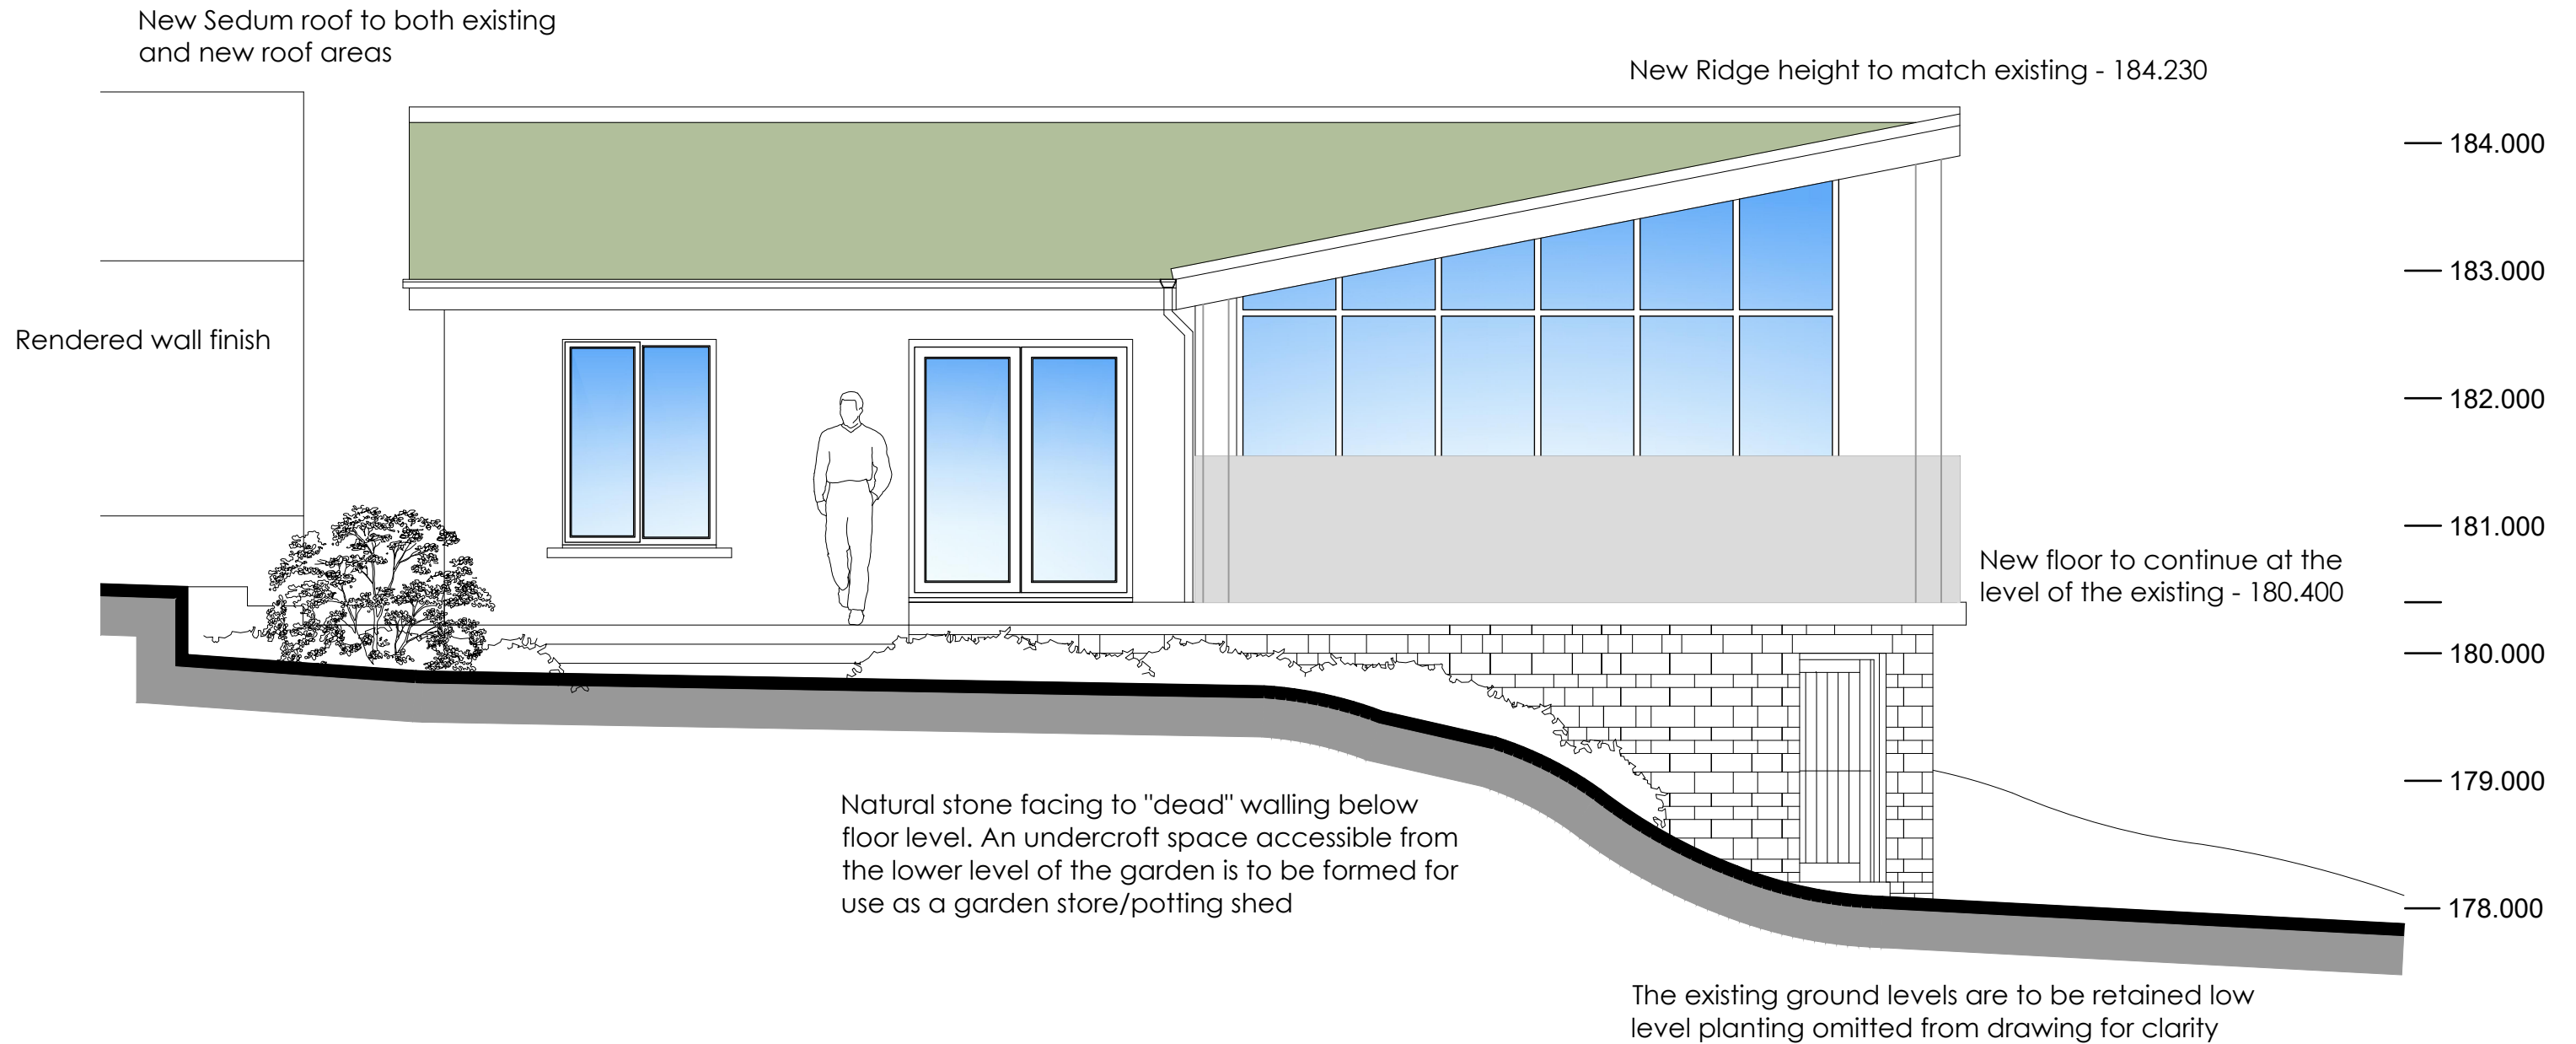 New Sedum roof to both existing
and new roof areas
New Ridge height to match existing - 184.230
184.000
183.000
Rendered wall finish
182.000
181.000
New floor to continue at the
level of the existing - 180.400
180.000
179.000
Natural stone facing to "dead" walling below
floor level. An undercroft space accessible from
the lower level of the garden is to be formed for
use as a garden store/potting shed
178.000
The existing ground levels are to be retained low
level planting omitted from drawing for clarity